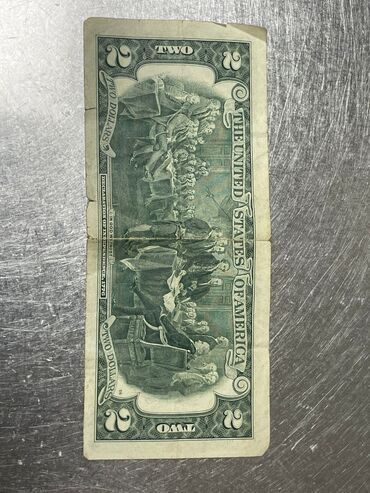 2 THE UNITED STATES OF AMERICA 2
TWO
TWO
TWO DOLLARS
TWO DOLLARS
DECLARATION OF INDEPENDENCE, 1776
2
2